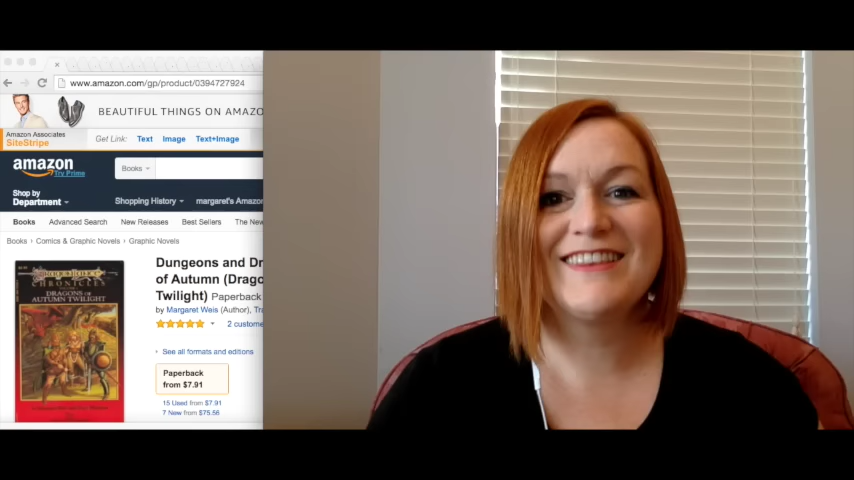 www.amazon.com/gp/product/0394727924
BEAUTIFUL THINGS ON AMAZO
Amazon Associates
SiteStripe
Get Link: Text Image Text+Image
amazon
Try Prime
Books
Shop by
Department
Shopping History margaret's Amazon
Books Advanced Search New Releases Best Sellers The New
Books › Comics & Graphic Novels › Graphic Novels
Dungeons and Dr
of Autumn (Drago
Twilight) Paperback
by Margaret Weis (Author), Tra
2 custome
See all formats and editions
Paperback
from $7.91
15 Used from $7.91
7 New from $75.56
CHRONICLES
DRAGONS OF
AUTUMN TWILIGHT